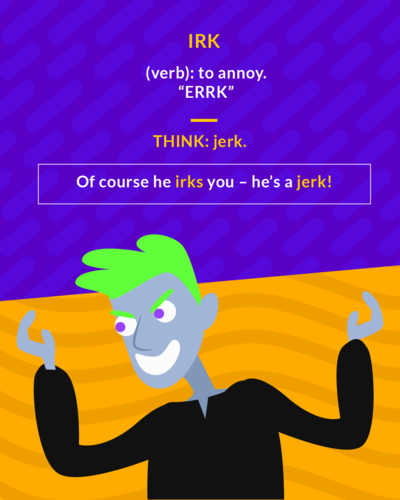 IRK
(verb): to annoy.
“ERRK”
THINK: jerk.
Of course he irks you – he’s a jerk!